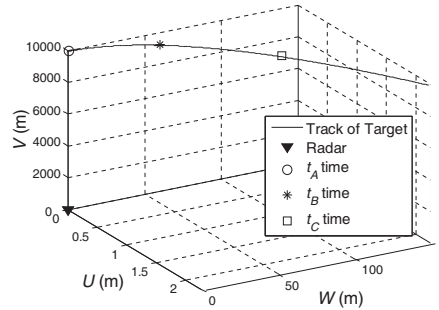 10000
8000
6000
4000
2000
0
V (m)
0
0.5
1
1.5
2
U (m)
0
50
100
W (m)
Track of Target
Radar
t_A time
t_B time
t_C time